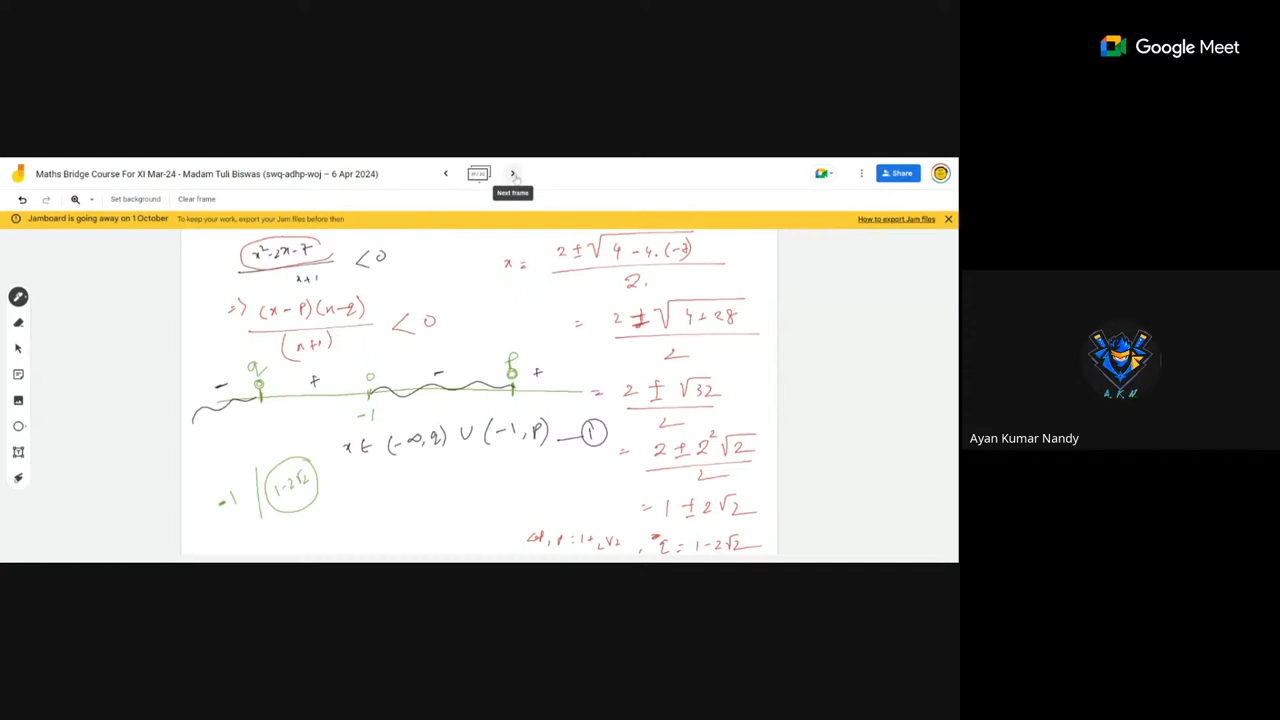 Google Meet
Maths Bridge Course For XI Mar-24 - Madam Tuli Biswas (swq-adhp-woj – 6 Apr 2024)
Share
Next frame
Set background
Clear frame
Jamboard is going away on 1 October
To keep your work, export your Jam files before then
How to export Jam files
x²-2x-7 / x+1 < 0
=> (x-p)(x-q) / (x+1) < 0
q
0
p
-
+
-
+
-1
x ∈ (-∞, q) ∪ (-1, p) — ①
-1 | 1-2√2
x = 2 ± √4 - 4.(-7) / 2.
= 2 ± √4+28 / 2
= 2 ± √32 / 2
= 2 ± 2²√2 / 2
= 1 ± 2√2
p = 1+2√2, q = 1-2√2
A. K. N.
Ayan Kumar Nandy